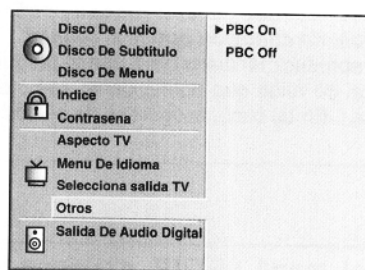 Disco De Audio
Disco De Subtítulo
Disco De Menu
Indice
Contrasena
Aspecto TV
Menu De Idioma
Selecciona salida TV
Otros
Salida De Audio Digital
▶PBC On
PBC Off